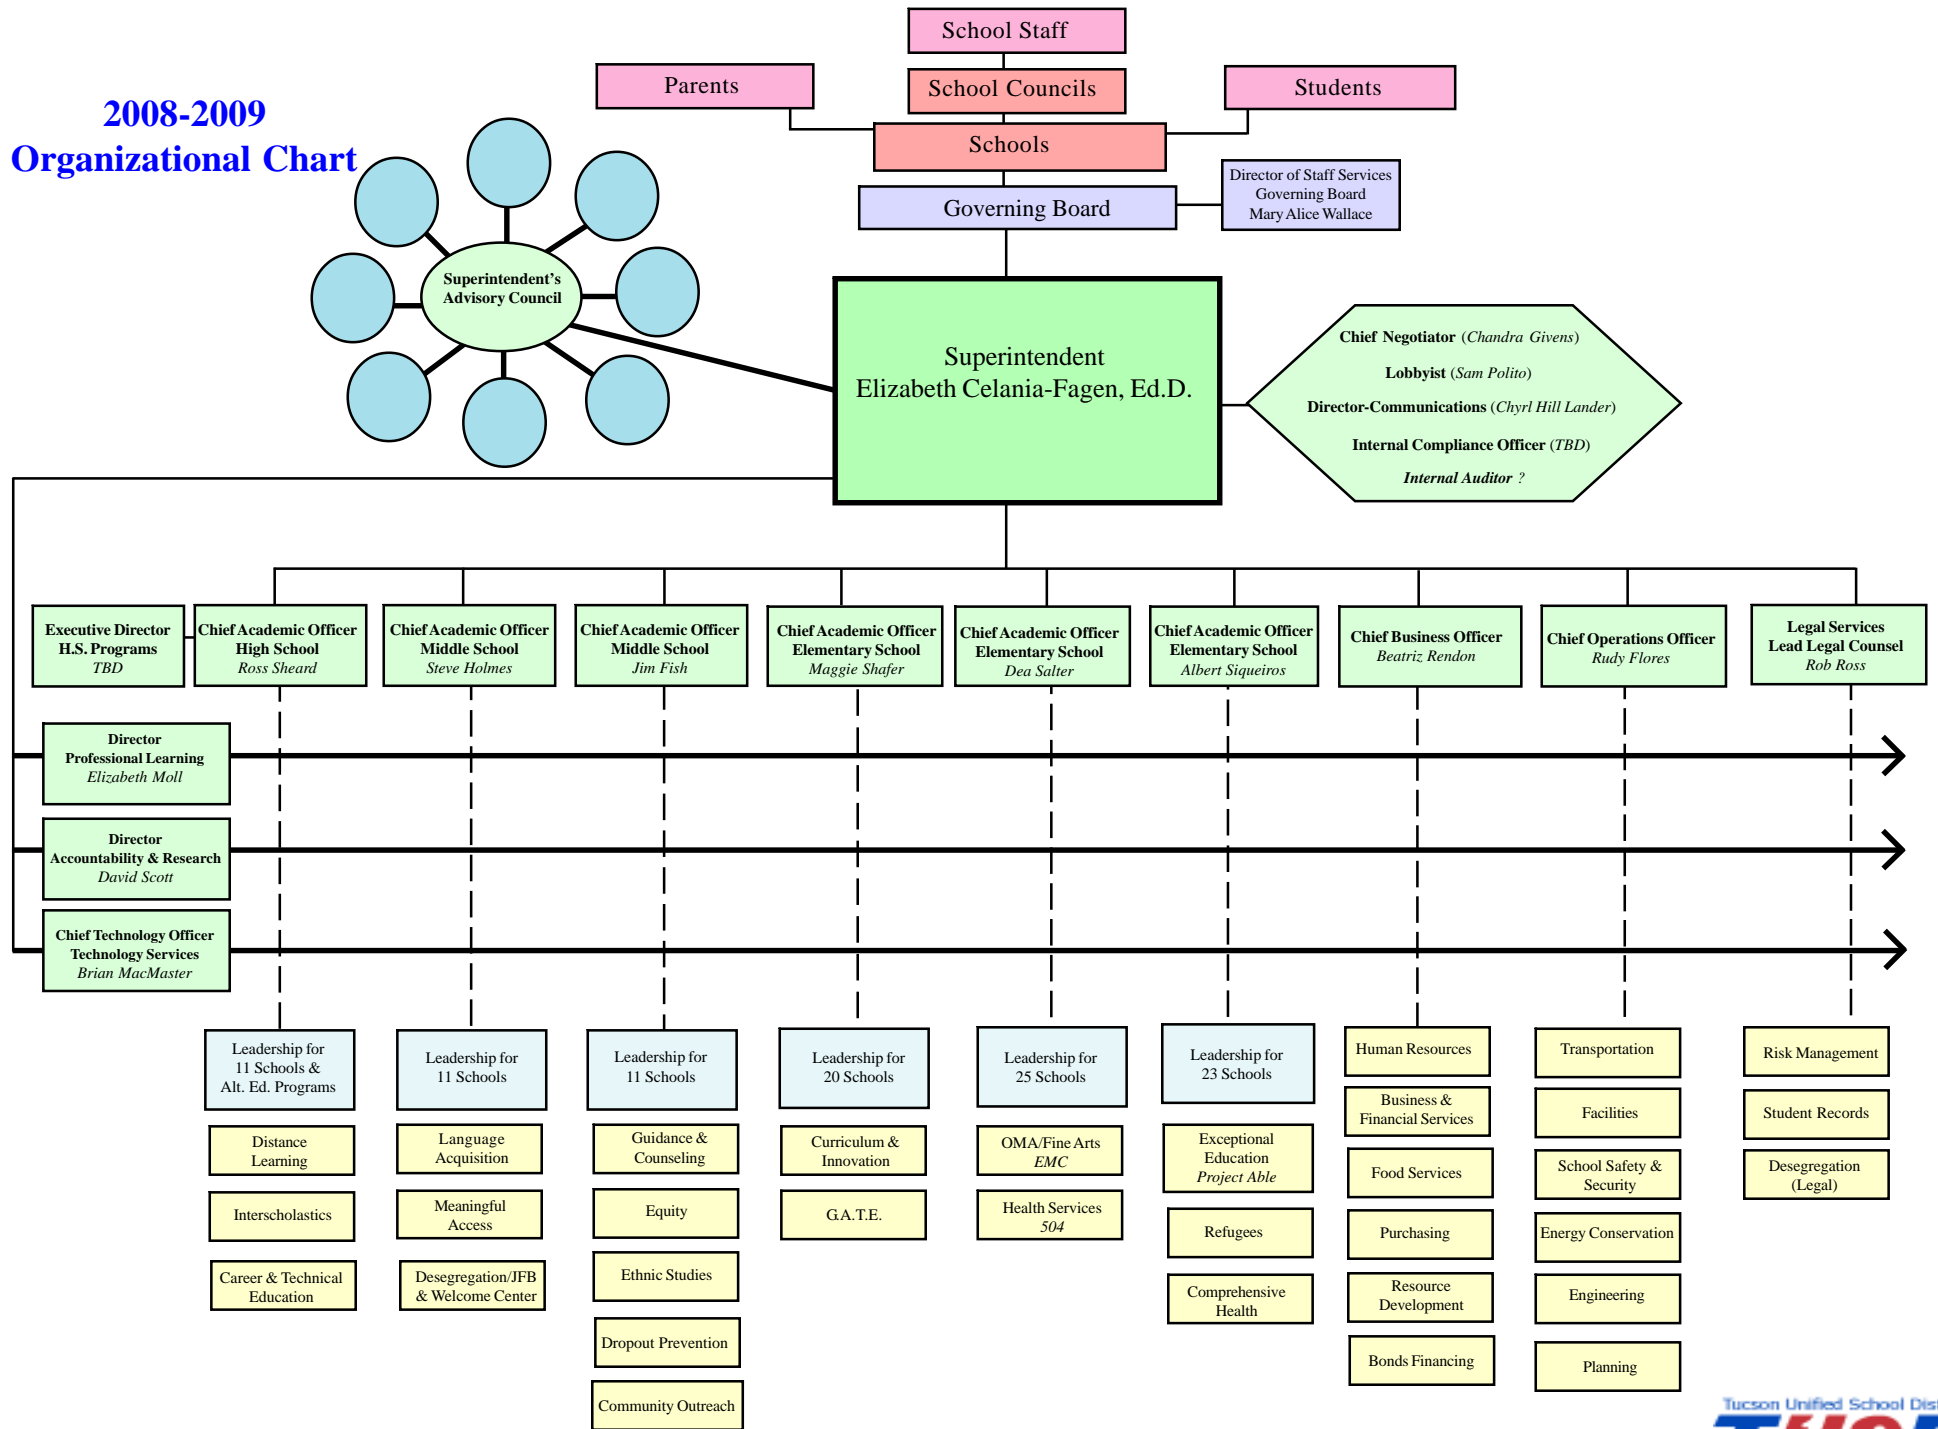 School Staff
Parents
School Councils
Students
2008-2009
Organizational Chart
Schools
Director of Staff Services
Governing Board
Mary Alice Wallace
Governing Board
Superintendent's
Advisory Council
Superintendent
Elizabeth Celania-Fagen, Ed.D.
Chief Negotiator (Chandra Givens)
Lobbyist (Sam Polito)
Director-Communications (Chyrl Hill Lander)
Internal Compliance Officer (TBD)
Internal Auditor ?
Executive Director
H.S. Programs
TBD
Chief Academic Officer
High School
Ross Sheard
Chief Academic Officer
Middle School
Steve Holmes
Chief Academic Officer
Middle School
Jim Fish
Chief Academic Officer
Elementary School
Maggie Shafer
Chief Academic Officer
Elementary School
Dea Salter
Chief Academic Officer
Elementary School
Albert Siqueiros
Chief Business Officer
Beatriz Rendon
Chief Operations Officer
Rudy Flores
Legal Services
Lead Legal Counsel
Rob Ross
Director
Professional Learning
Elizabeth Moll
Director
Accountability & Research
David Scott
Chief Technology Officer
Technology Services
Brian MacMaster
Leadership for
11 Schools &
Alt. Ed. Programs
Distance
Learning
Interscholastics
Career & Technical
Education
Leadership for
11 Schools
Language
Acquisition
Meaningful
Access
Desegregation/JFB
& Welcome Center
Leadership for
11 Schools
Guidance &
Counseling
Equity
Ethnic Studies
Dropout Prevention
Community Outreach
Leadership for
20 Schools
Curriculum &
Innovation
G.A.T.E.
Leadership for
25 Schools
OMA/Fine Arts
EMC
Health Services
504
Leadership for
23 Schools
Exceptional
Education
Project Able
Refugees
Comprehensive
Health
Human Resources
Business &
Financial Services
Food Services
Purchasing
Resource
Development
Bonds Financing
Transportation
Facilities
School Safety &
Security
Energy Conservation
Engineering
Planning
Risk Management
Student Records
Desegregation
(Legal)
Tucson Unified School